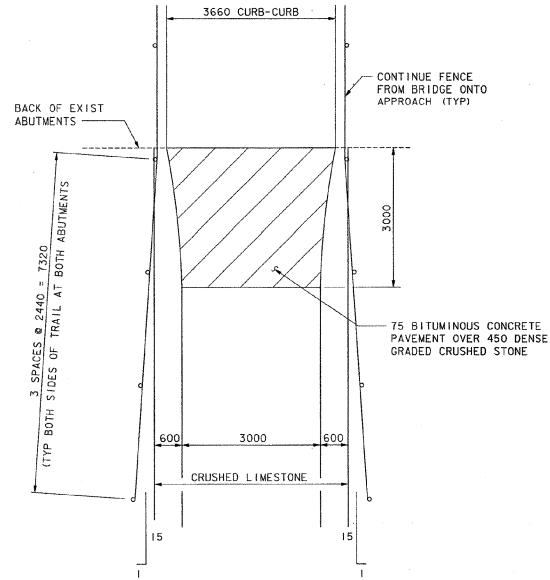 3660 CURB-CURB
CONTINUE FENCE
FROM BRIDGE ONTO
APPROACH (TYP)
BACK OF EXIST
ABUTMENTS
3000
3 SPACES @ 2440 = 7320
(TYP BOTH SIDES OF TRAIL AT BOTH ABUTMENTS
75 BITUMINOUS CONCRETE
PAVEMENT OVER 450 DENSE
GRADED CRUSHED STONE
600
3000
600
CRUSHED LIMESTONE
15
15
1
1